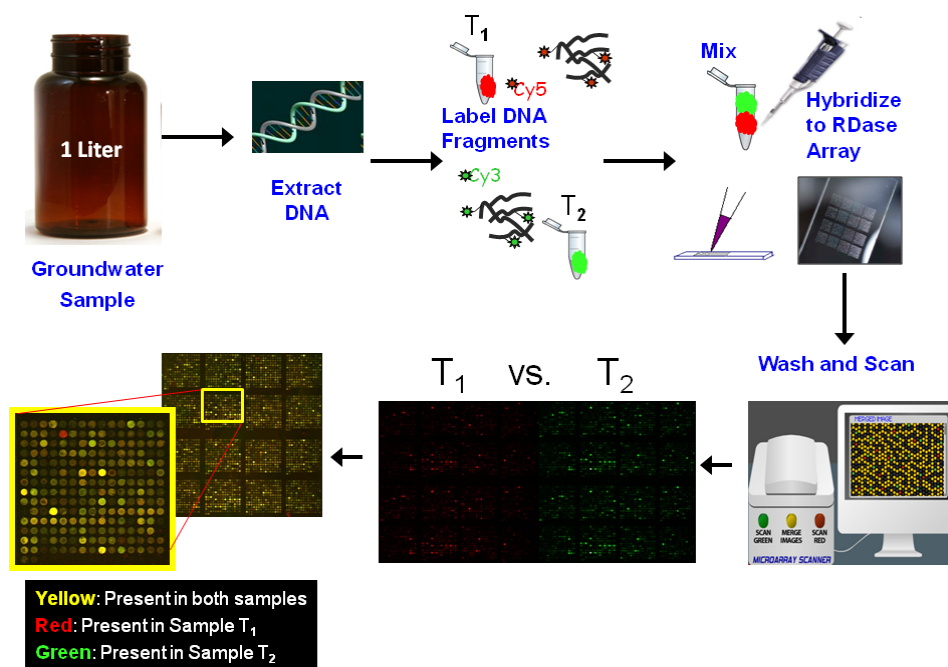 1 Liter
Groundwater
Sample
Extract
DNA
T1
Cy5
Label DNA
Fragments
Cy3
T2
Mix
Hybridize
to RDase
Array
Wash and Scan
MERGED IMAGE
SCAN GREEN
MERGE IMAGES
SCAN RED
MICROARRAY SCANNER
T1 vs. T2
Yellow: Present in both samples
Red: Present in Sample T1
Green: Present in Sample T2